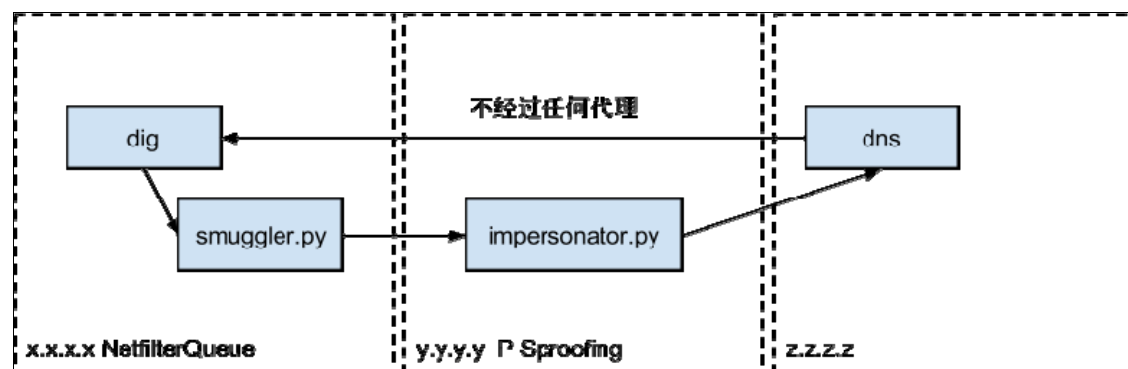 不经过任何代理
dig
dns
smuggler.py
impersonator.py
x.x.x.x NetfilterQueue
y.y.y.y IP Sproofing
z.z.z.z